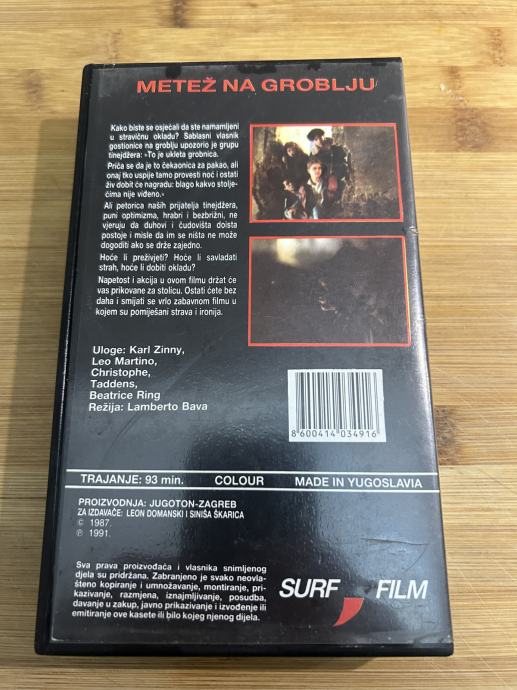 METEŽ NA GROBLJU
Kako biste se osjećali da ste namamljeni
u stravičnu okladu? Sablasni vlasnik
gostionice na groblju upozorio je grupu
tinejdžera: »To je ukleta grobnica.
Priča se da je to čekaonica za pakao, ali
onaj tko uspije tamo provesti noć i ostati
živ dobit će nagradu: blago kakvo stolje-
ćima nije viđeno.»
Ali petorica naših prijatelja tinejdžera,
puni optimizma, hrabri i bezbrižni, ne
vjeruju da duhovi i čudovišta doista
postoje i misle da im se ništa ne može
dogoditi ako se drže zajedno.
Hoće li preživjeti? Hoće li savladati
strah, hoće li dobiti okladu?
Napetost i akcija u ovom filmu držat će
vas prikovane za stolicu. Ostati ćete bez
daha i smijati se vrlo zabavnom filmu u
kojem su pomiješani strava i ironija.
Uloge: Karl Zinny,
Leo Martino,
Christophe,
Taddens,
Beatrice Ring
Režija: Lamberto Bava
8600414034916
TRAJANJE: 93 min. COLOUR MADE IN YUGOSLAVIA
PROIZVODNJA: JUGOTON-ZAGREB
ZA IZDAVAČE: LEON DOMANSKI I SINIŠA ŠKARICA
© 1987.
℗ 1991.
Sva prava proizvođača i vlasnika snimljenog
djela su pridržana. Zabranjeno je svako neovla-
šteno kopiranje i umnožavanje, montiranje, pri-
kazivanje, razmjena, iznajmljivanje, posudba,
davanje u zakup, javno prikazivanje i izvođenje ili
emitiranje ove kasete ili bilo kojeg njenog dijela.
SURF FILM